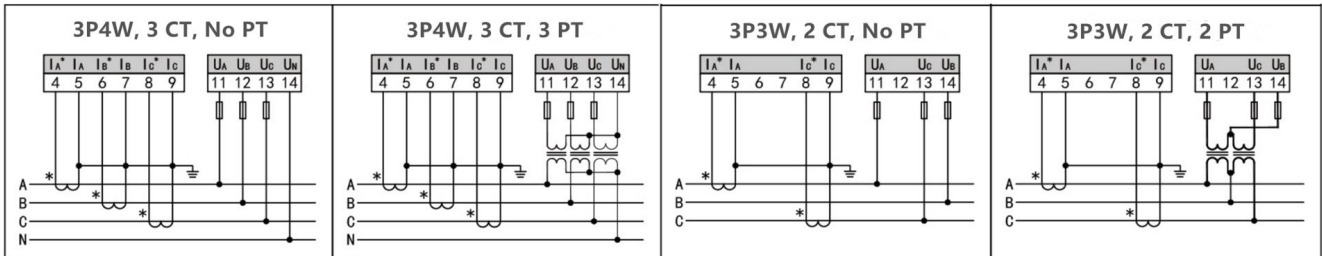 3P4W, 3 CT, No PT
IA* IA IB* IB IC* IC UA UB UC UN
4 5 6 7 8 9 11 12 13 14
*
*
*
A
B
C
N
3P4W, 3 CT, 3 PT
IA* IA IB* IB IC* IC UA UB UC UN
4 5 6 7 8 9 11 12 13 14
*
*
*
A
B
C
N
3P3W, 2 CT, No PT
IA* IA IC* IC UA UC UB
4 5 6 7 8 9 11 12 13 14
*
*
A
B
C
3P3W, 2 CT, 2 PT
IA* IA IC* IC UA UC UB
4 5 6 7 8 9 11 12 13 14
*
*
A
B
C